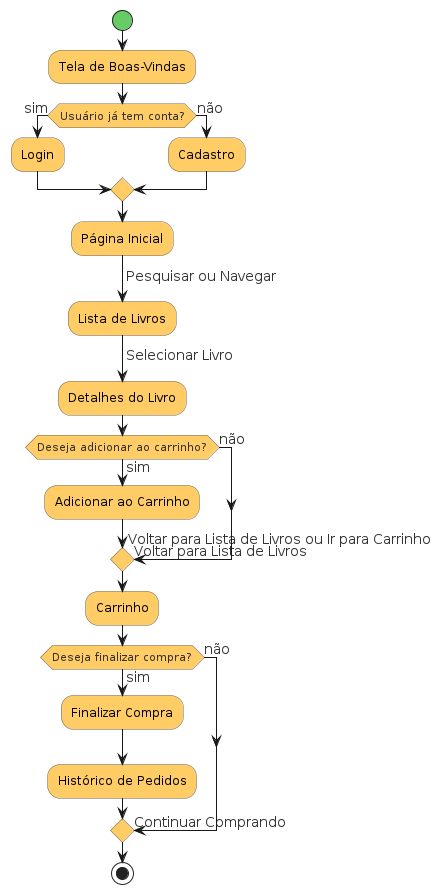 Tela de Boas-Vindas
sim
Usuário já tem conta?
não
Login
Cadastro
Página Inicial
Pesquisar ou Navegar
Lista de Livros
Selecionar Livro
Detalhes do Livro
Deseja adicionar ao carrinho?
não
sim
Adicionar ao Carrinho
Voltar para Lista de Livros ou Ir para Carrinho
Voltar para Lista de Livros
Carrinho
Deseja finalizar compra?
não
sim
Finalizar Compra
Histórico de Pedidos
Continuar Comprando